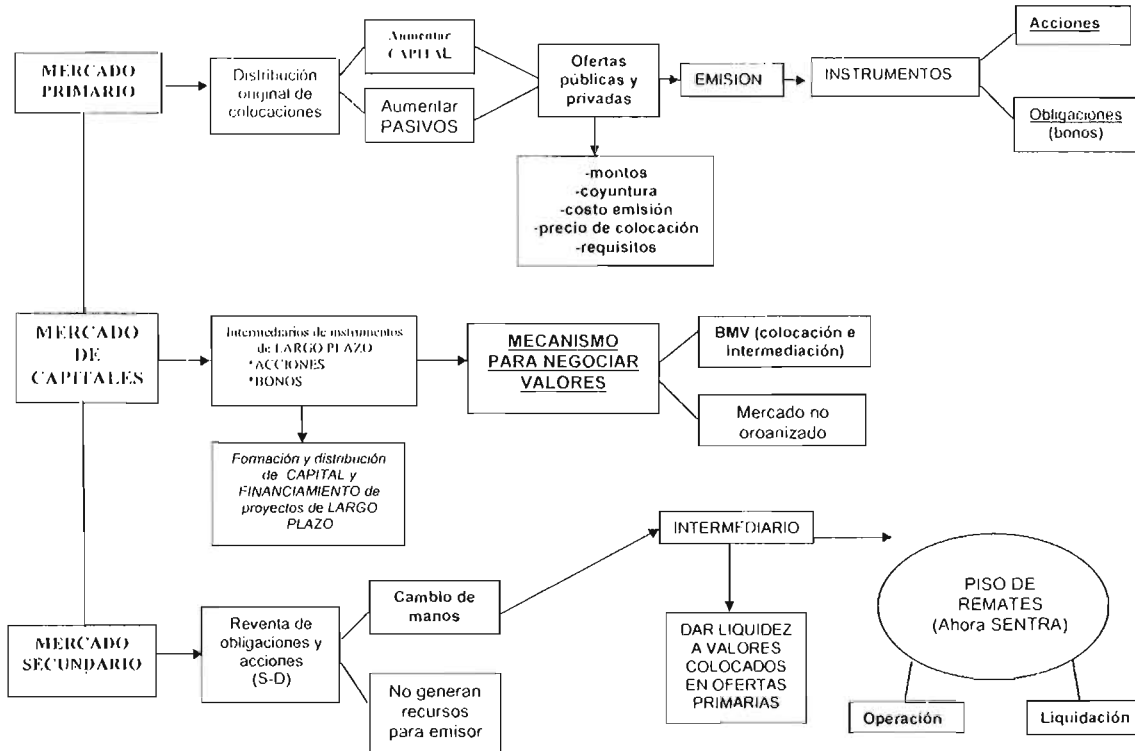 MERCADO
PRIMARIO
Distribución
original de
colocaciones
Aumentar
CAPITAL
Aumentar
PASIVOS
Ofertas
públicas y
privadas
EMISION
INSTRUMENTOS
Acciones
Obligaciones
(bonos)
-montos
-coyuntura
-costo emisión
-precio de colocación
-requisitos
MERCADO
DE
CAPITALES
Intermediarios de instrumentos
de LARGO PLAZO
*ACCIONES
*BONOS
MECANISMO
PARA NEGOCIAR
VALORES
BMV (colocación e
intermediación)
Mercado no
oroanizado
Formación y distribución
de CAPITAL y
FINANCIAMIENTO de
proyectos de LARGO
PLAZO
MERCADO
SECUNDARIO
Reventa de
obligaciones y
acciones
(S-D)
Cambio de
manos
No generan
recursos
para emisor
INTERMEDIARIO
DAR LIQUIDEZ
A VALORES
COLOCADOS
EN OFERTAS
PRIMARIAS
PISO DE
REMATES
(Ahora SENTRA)
Operación
Liquidación